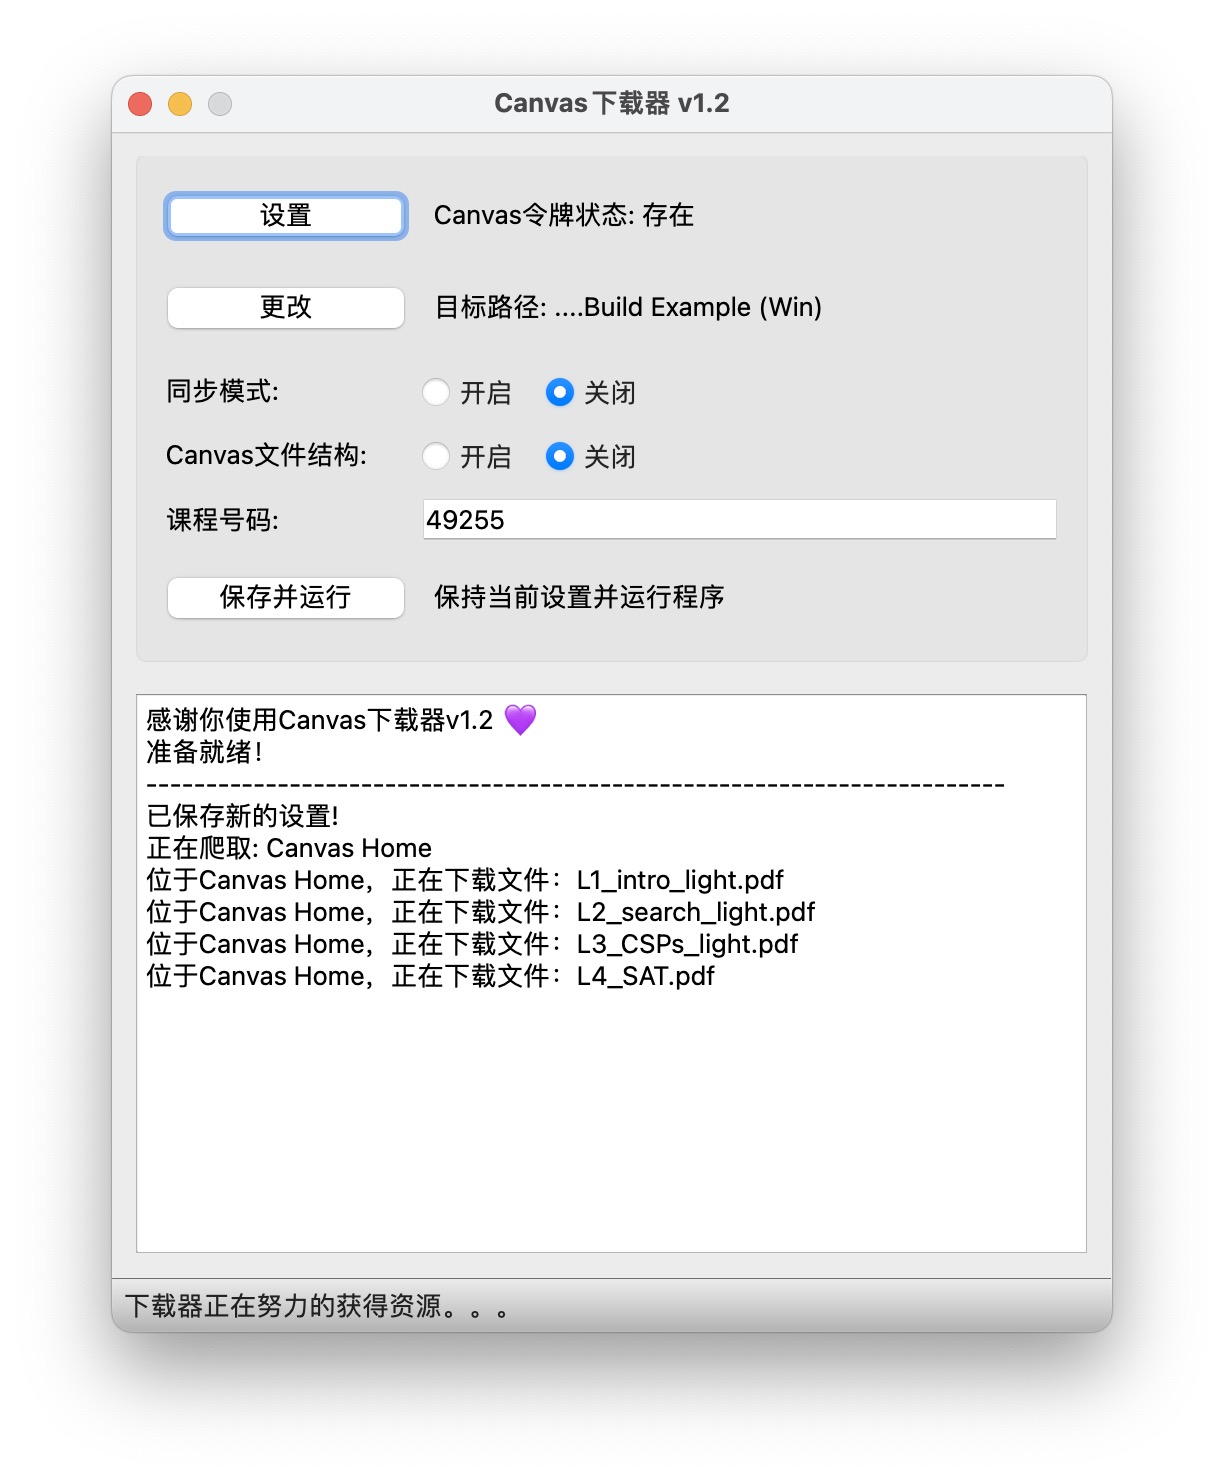 Canvas下载器 v1.2
设置 Canvas令牌状态: 存在
更改 目标路径: ....Build Example (Win)
同步模式: 开启 关闭
Canvas文件结构: 开启 关闭
课程号码: 49255
保存并运行 保持当前设置并运行程序
感谢你使用Canvas下载器v1.2 💜
准备就绪！
------------------------------------------------------------------------
已保存新的设置!
正在爬取: Canvas Home
位于Canvas Home，正在下载文件：L1_intro_light.pdf
位于Canvas Home，正在下载文件：L2_search_light.pdf
位于Canvas Home，正在下载文件：L3_CSPs_light.pdf
位于Canvas Home，正在下载文件：L4_SAT.pdf
下载器正在努力的获得资源。。。